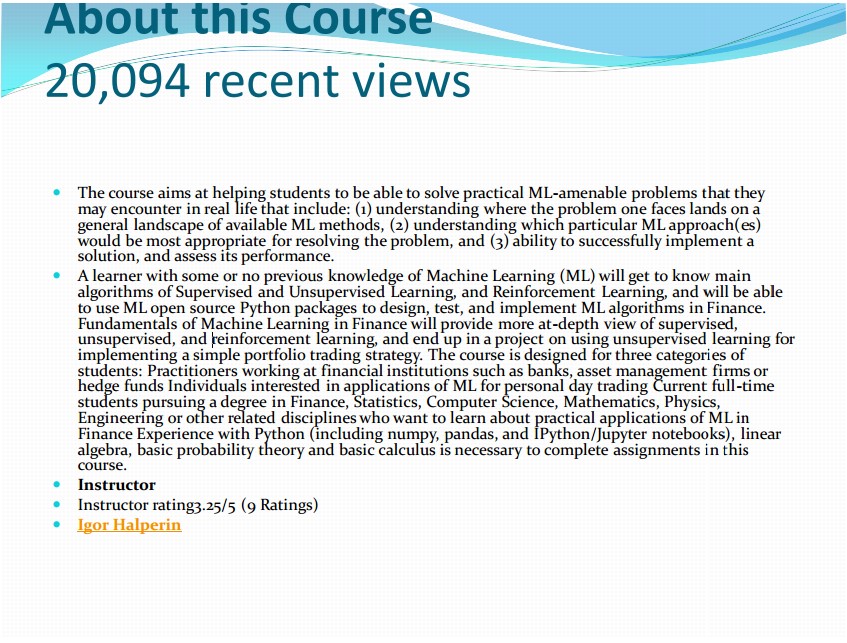 About this Course
20,094 recent views
The course aims at helping students to be able to solve practical ML-amenable problems that they
may encounter in real life that include: (1) understanding where the problem one faces lands on a
general landscape of available ML methods, (2) understanding which particular ML approach(es)
would be most appropriate for resolving the problem, and (3) ability to successfully implement a
solution, and assess its performance.
A learner with some or no previous knowledge of Machine Learning (ML) will get to know main
algorithms of Supervised and Unsupervised Learning, and Reinforcement Learning, and will be able
to use ML open source Python packages to design, test, and implement ML algorithms in Finance.
Fundamentals of Machine Learning in Finance will provide more at-depth view of supervised,
unsupervised, and reinforcement learning, and end up in a project on using unsupervised learning for
implementing a simple portfolio trading strategy. The course is designed for three categories of
students: Practitioners working at financial institutions such as banks, asset management firms or
hedge funds Individuals interested in applications of ML for personal day trading Current full-time
students pursuing a degree in Finance, Statistics, Computer Science, Mathematics, Physics,
Engineering or other related disciplines who want to learn about practical applications of ML in
Finance Experience with Python (including numpy, pandas, and IPython/Jupyter notebooks), linear
algebra, basic probability theory and basic calculus is necessary to complete assignments in this
course.
Instructor
Instructor rating3.25/5 (9 Ratings)
Igor Halperin